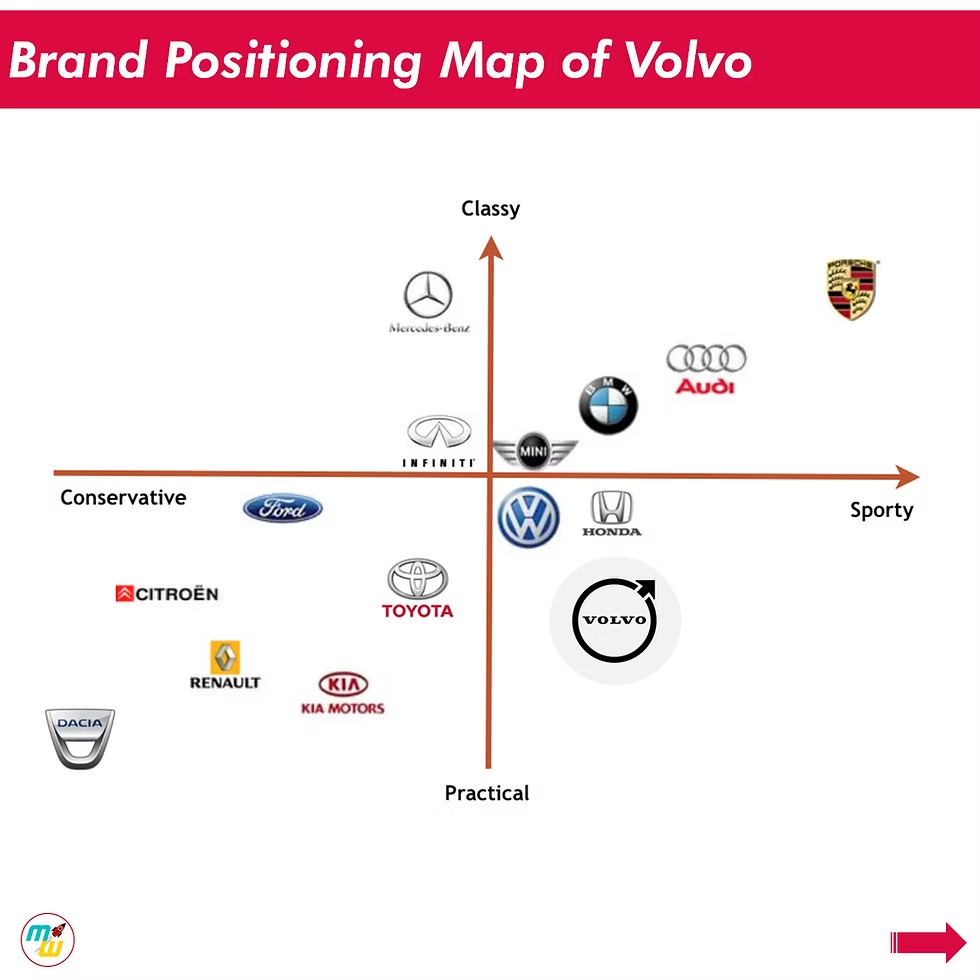 Brand Positioning Map of Volvo
Classy
PORSCHE
Mercedes-Benz
Audi
BMW
INFINITI
MINI
Conservative
Sporty
Ford
HONDA
CITROËN
TOYOTA
VOLVO
RENAULT
KIA
KIA MOTORS
DACIA
Practical
m
w